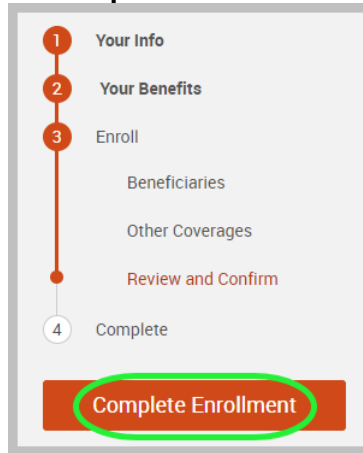 1 Your Info
2 Your Benefits
3 Enroll
Beneficiaries
Other Coverages
Review and Confirm
4 Complete
Complete Enrollment